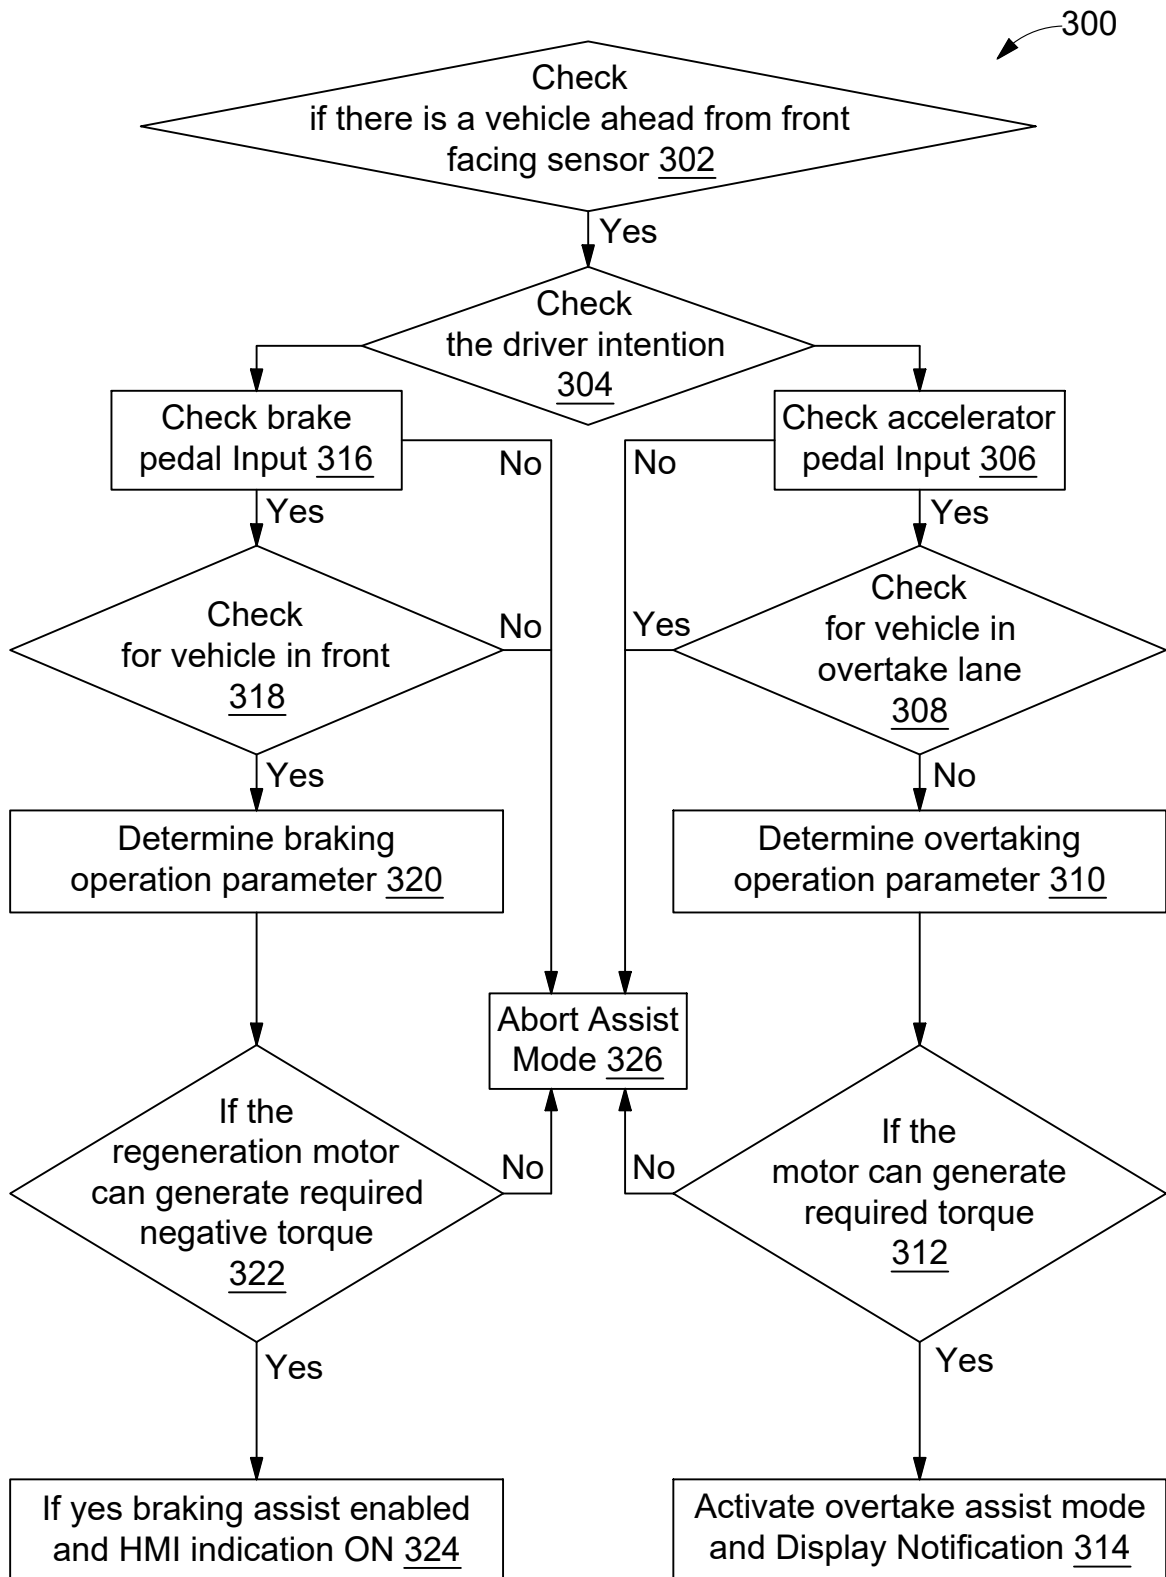 300
Check
if there is a vehicle ahead from front
facing sensor 302
Yes
Check
the driver intention
304
Check brake
pedal Input 316
No
Yes
Check
for vehicle in front
318
No
Yes
Determine braking
operation parameter 320
If the
regeneration motor
can generate required
negative torque
322
No
Yes
If yes braking assist enabled
and HMI indication ON 324
Check accelerator
pedal Input 306
No
Yes
Check
for vehicle in
overtake lane
308
Yes
No
Determine overtaking
operation parameter 310
If the
motor can generate
required torque
312
No
Yes
Activate overtake assist mode
and Display Notification 314
Abort Assist
Mode 326